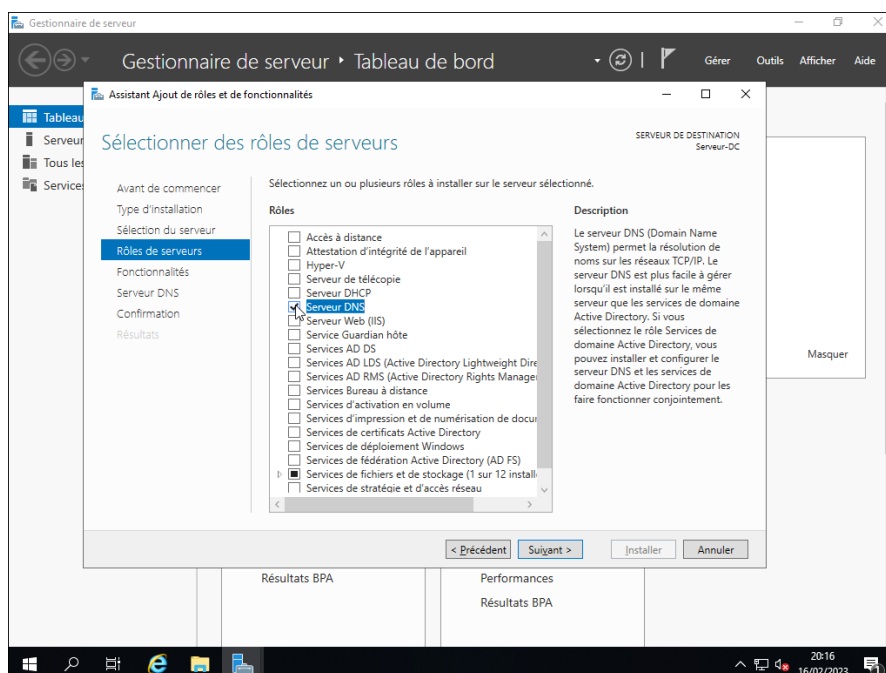 Gestionnaire de serveur
Gestionnaire de serveur ‣ Tableau de bord
Gérer Outils Afficher Aide
Assistant Ajout de rôles et de fonctionnalités
Tableau
Serveur
Tous les
Services
Sélectionner des rôles de serveurs
SERVEUR DE DESTINATION
Serveur-DC
Avant de commencer
Type d'installation
Sélection du serveur
Rôles de serveurs
Fonctionnalités
Serveur DNS
Confirmation
Résultats
Sélectionnez un ou plusieurs rôles à installer sur le serveur sélectionné.
Rôles
Accès à distance
Attestation d'intégrité de l'appareil
Hyper-V
Serveur de télécopie
Serveur DHCP
Serveur DNS
Serveur Web (IIS)
Service Guardian hôte
Services AD DS
Services AD LDS (Active Directory Lightweight Dire
Services AD RMS (Active Directory Rights Manage
Services Bureau à distance
Services d'activation en volume
Services d'impression et de numérisation de docu
Services de certificats Active Directory
Services de déploiement Windows
Services de fédération Active Directory (AD FS)
Services de fichiers et de stockage (1 sur 12 install
Services de stratégie et d'accès réseau
Description
Le serveur DNS (Domain Name
System) permet la résolution de
noms sur les réseaux TCP/IP. Le
serveur DNS est plus facile à gérer
lorsqu'il est installé sur le même
serveur que les services de domaine
Active Directory. Si vous
sélectionnez le rôle Services de
domaine Active Directory, vous
pouvez installer et configurer le
serveur DNS et les services de
domaine Active Directory pour les
faire fonctionner conjointement.
Masquer
< Précédent Suivant > Installer Annuler
Résultats BPA
Performances
Résultats BPA
20:16
16/02/2023